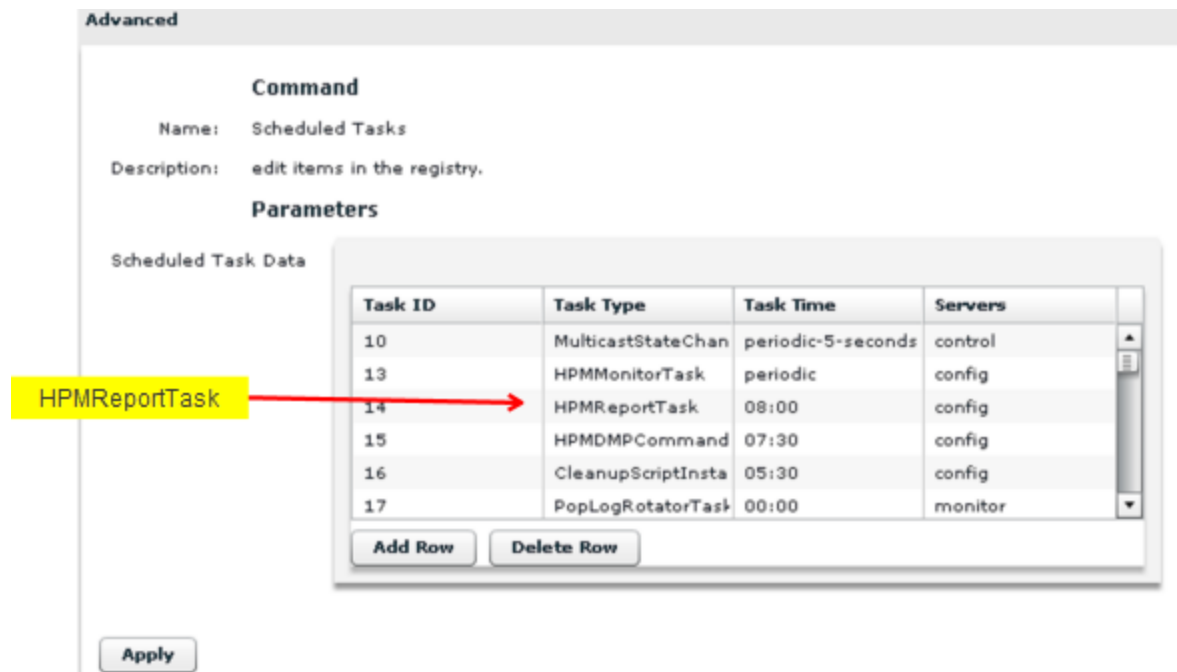 Advanced
Command
Name: Scheduled Tasks
Description: edit items in the registry.
Parameters
Scheduled Task Data
Task ID Task Type Task Time Servers
10 MulticastStateChan periodic-5-seconds control
13 HPMMonitorTask periodic config
HPMReportTask
14 HPMReportTask 08:00 config
15 HPMDMPCommand 07:30 config
16 CleanupScriptInsta 05:30 config
17 PopLogRotatorTask 00:00 monitor
Add Row Delete Row
Apply